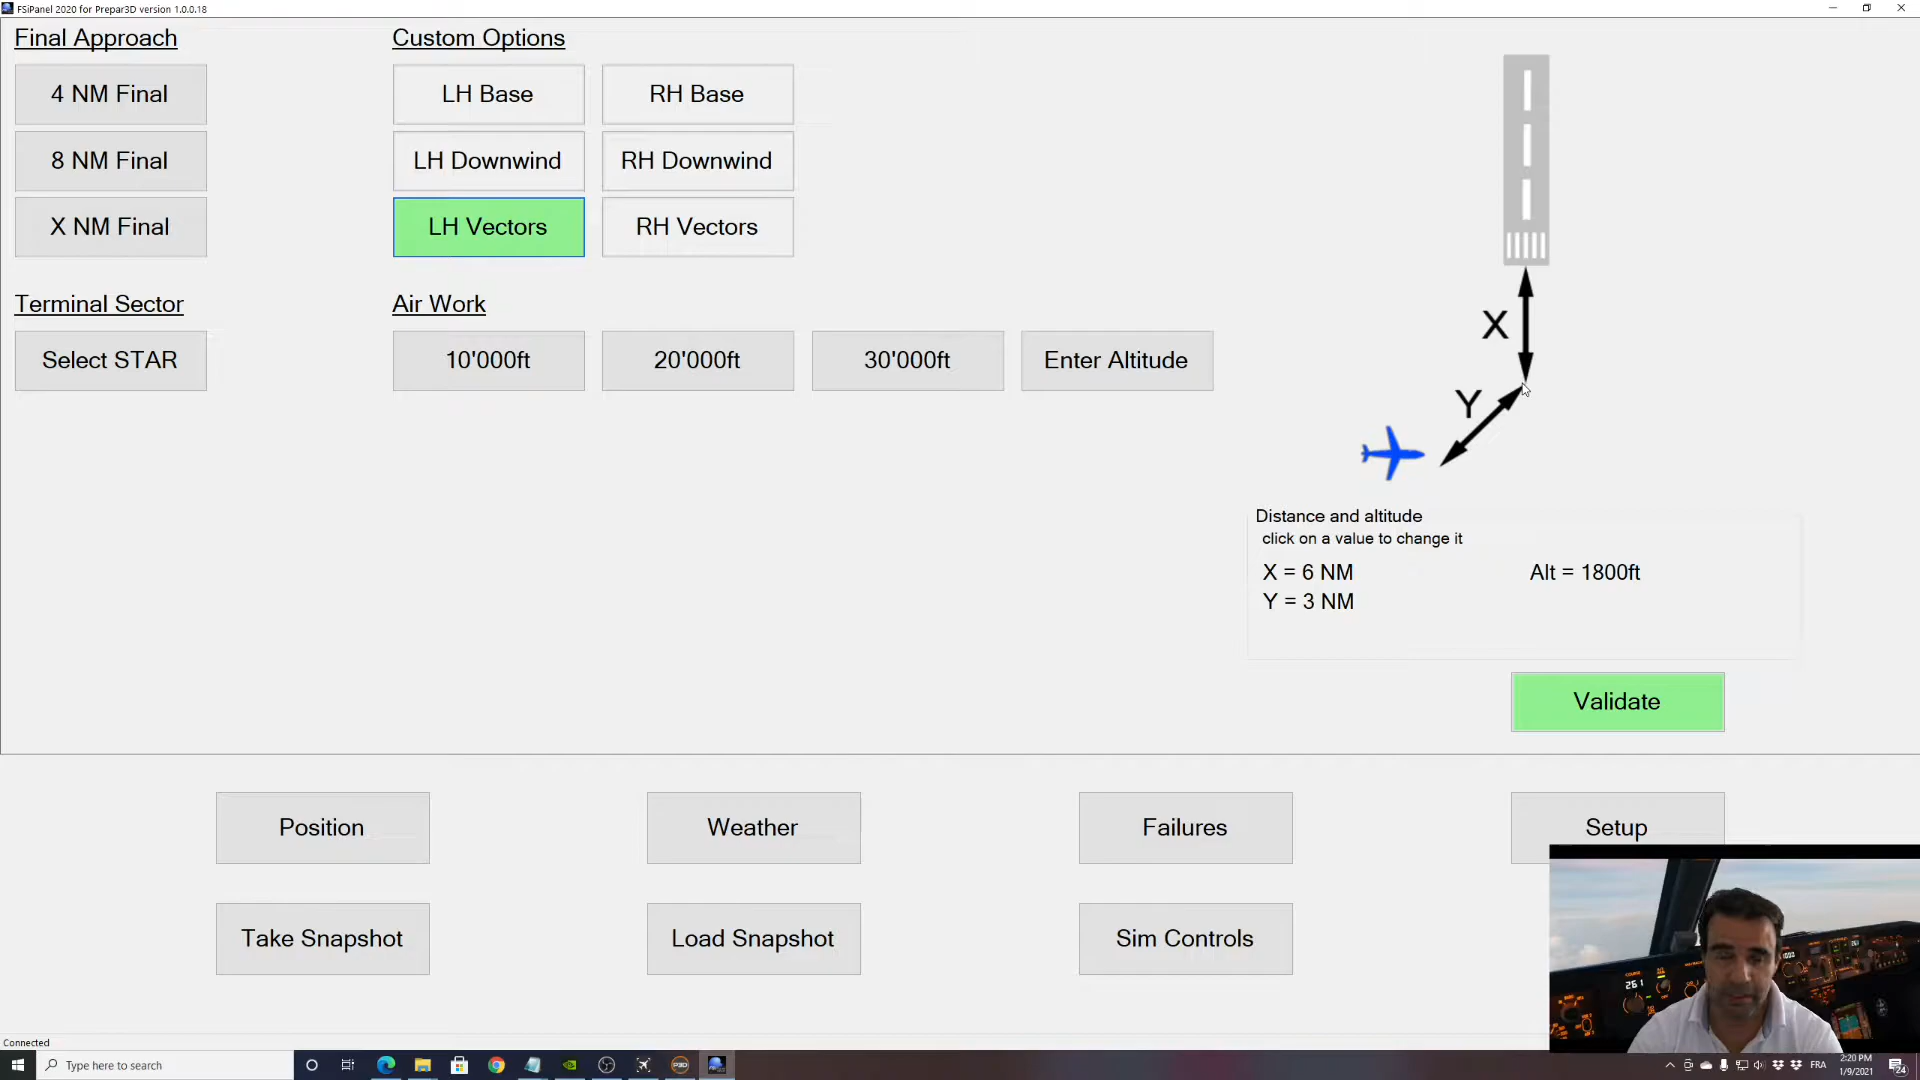 FSiPanel 2020 for Prepar3D version 1.0.0.18
Final Approach
Custom Options
4 NM Final
LH Base
RH Base
8 NM Final
LH Downwind
RH Downwind
X NM Final
LH Vectors
RH Vectors
Terminal Sector
Air Work
Select STAR
10'000ft
20'000ft
30'000ft
Enter Altitude
X
Y
Distance and altitude
click on a value to change it
X = 6 NM
Alt = 1800ft
Y = 3 NM
Validate
Position
Weather
Failures
Setup
Take Snapshot
Load Snapshot
Sim Controls
Connected
Type here to search
P3D
FRA
2:20 PM
1/9/2021
24
COURSE
261